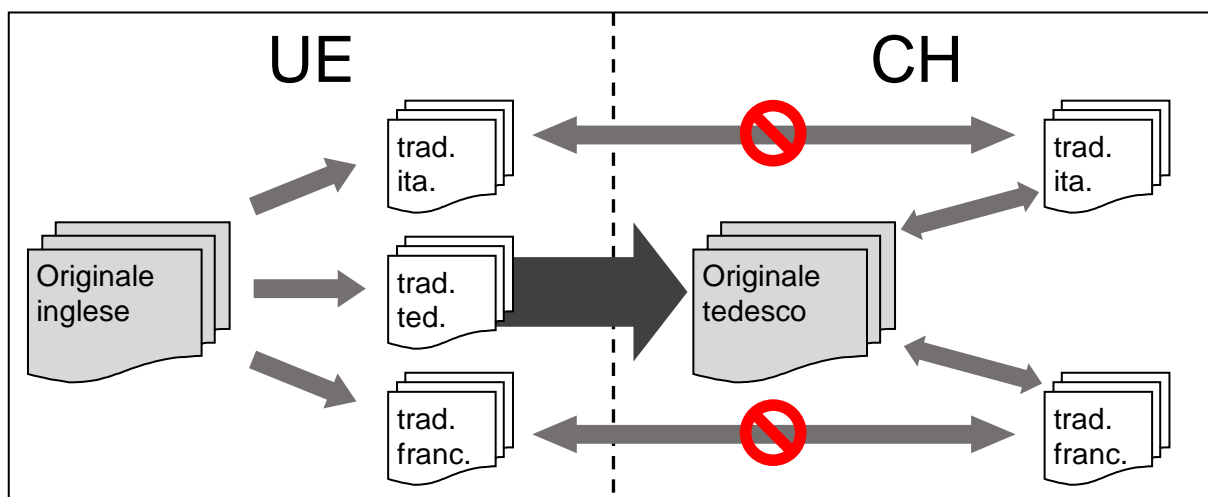 UE
CH
trad.
ita.
trad.
ita.
Originale
inglese
trad.
ted.
Originale
tedesco
trad.
franc.
trad.
franc.